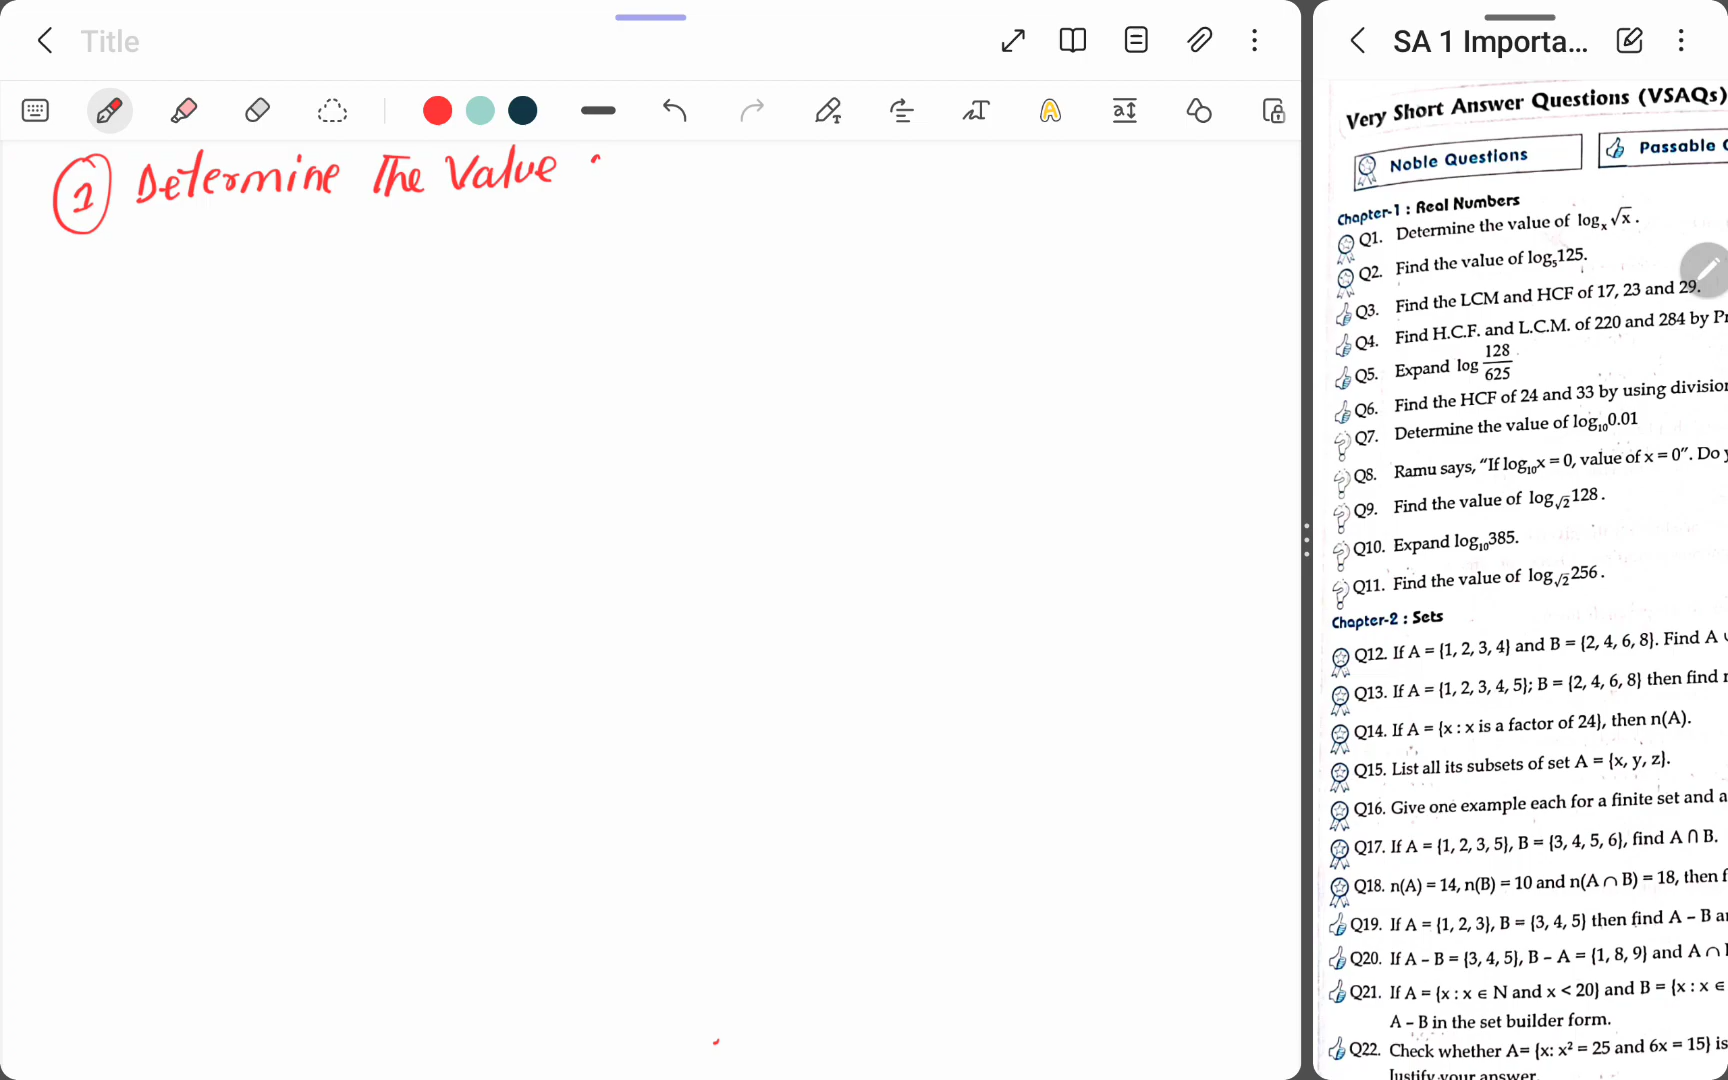 Title
① Determine The Value
SA 1 Importa...
Very Short Answer Questions (VSAQs)
Noble Questions
Passable
Chapter-1 : Real Numbers
Q1. Determine the value of logₓ √x .
Q2. Find the value of log₅125.
Q3. Find the LCM and HCF of 17, 23 and 29.
Q4. Find H.C.F. and L.C.M. of 220 and 284 by
Q5. Expand log 128/625
Q6. Find the HCF of 24 and 33 by using
Q7. Determine the value of log₁₀0.01
Q8. Ramu says, “If log₁₀x = 0, value of x = 0”. Do
Q9. Find the value of log√2 128 .
Q10. Expand log₁₀385.
Q11. Find the value of log√2 256 .
Chapter-2 : Sets
Q12. If A = {1, 2, 3, 4} and B = {2, 4, 6, 8}. Find A
Q13. If A = {1, 2, 3, 4, 5}; B = {2, 4, 6, 8} then find
Q14. If A = {x : x is a factor of 24}, then n(A).
Q15. List all its subsets of set A = {x, y, z}.
Q16. Give one example each for a finite set and a
Q17. If A = {1, 2, 3, 5}, B = {3, 4, 5, 6}, find A ∩ B.
Q18. n(A) = 14, n(B) = 10 and n(A ∩ B) = 18, then
Q19. If A = {1, 2, 3}, B = {3, 4, 5} then find A – B
Q20. If A – B = {3, 4, 5}, B – A = {1, 8, 9} and A ∩
Q21. If A = {x : x ∈ N and x < 20} and B = {x : x ∈
A – B in the set builder form.
Q22. Check whether A= {x: x² = 25 and 6x = 15} is
Justify your answer.